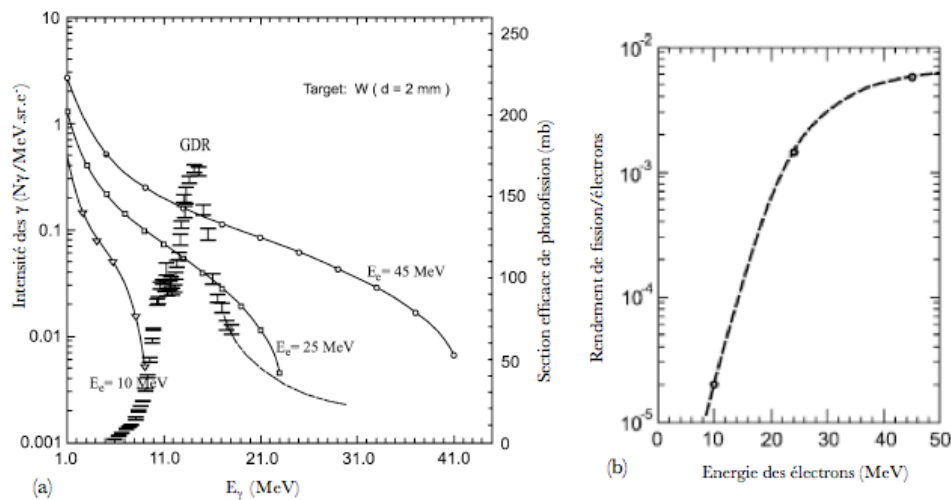 10
1
0.1
0.01
0.001
Intensité des γ (Nγ/MeV.sr.e⁻)
1.0
11.0
21.0
31.0
41.0
(a)
Eγ (MeV)
Target: W ( d = 2 mm )
GDR
Ee= 45 MeV
Ee= 25 MeV
Ee= 10 MeV
250
200
150
100
50
0
Section efficace de photofission (mb)
10⁻²
10⁻³
10⁻⁴
10⁻⁵
Rendement de fission/électrons
0
10
20
30
40
50
(b)
Energie des électrons (MeV)